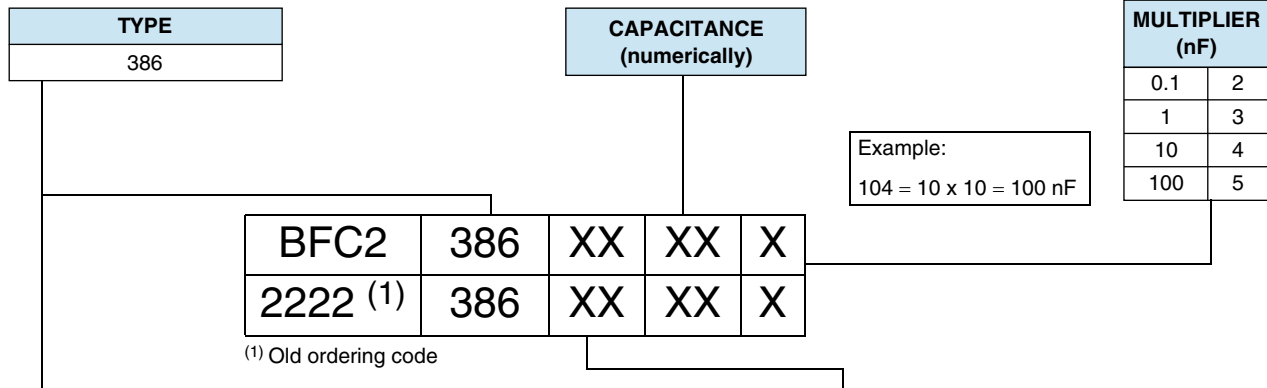 TYPE
386
CAPACITANCE
(numerically)
MULTIPLIER
(nF)
0.1 2
1 3
10 4
100 5
Example:
104 = 10 x 10 = 100 nF
BFC2 386 XX XX X
2222 (1) 386 XX XX X
(1) Old ordering code